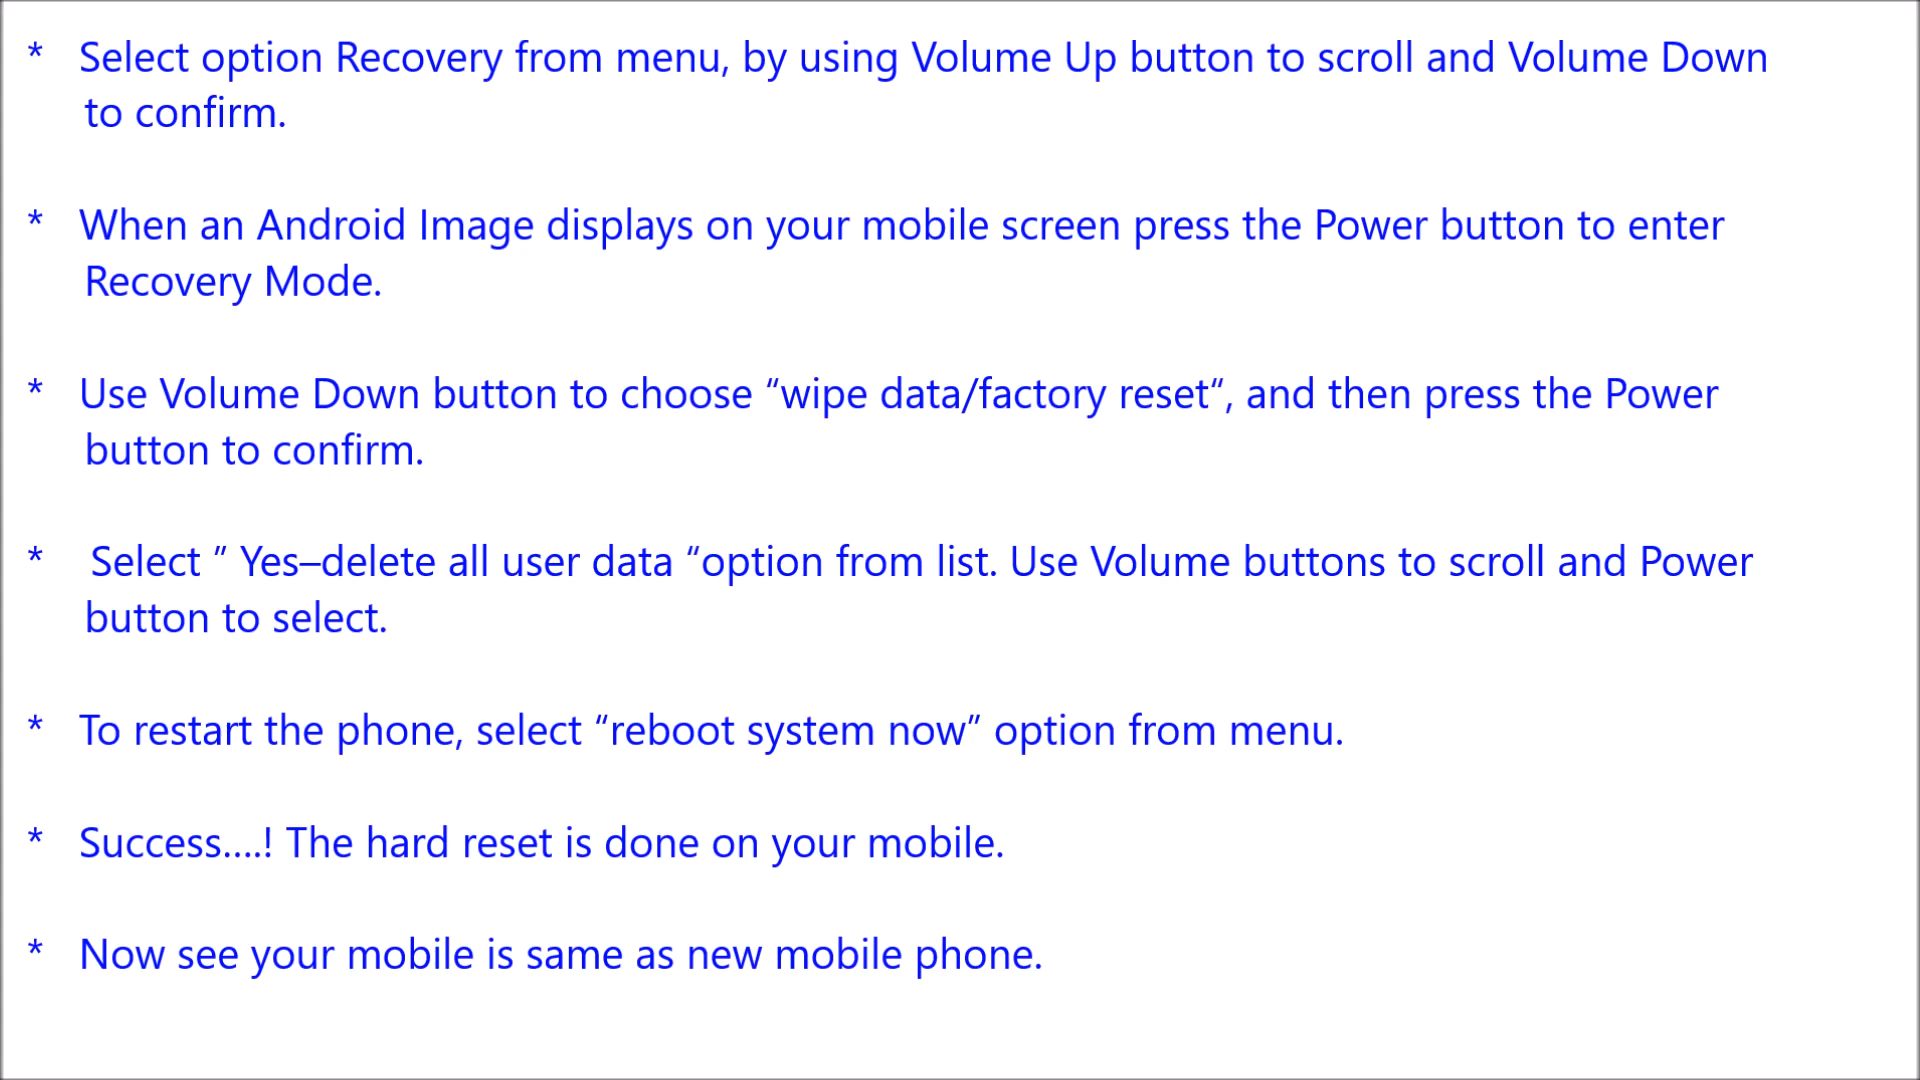 * Select option Recovery from menu, by using Volume Up button to scroll and Volume Down
to confirm.
* When an Android Image displays on your mobile screen press the Power button to enter
Recovery Mode.
* Use Volume Down button to choose “wipe data/factory reset“, and then press the Power
button to confirm.
* Select ” Yes–delete all user data “option from list. Use Volume buttons to scroll and Power
button to select.
* To restart the phone, select “reboot system now” option from menu.
* Success....! The hard reset is done on your mobile.
* Now see your mobile is same as new mobile phone.